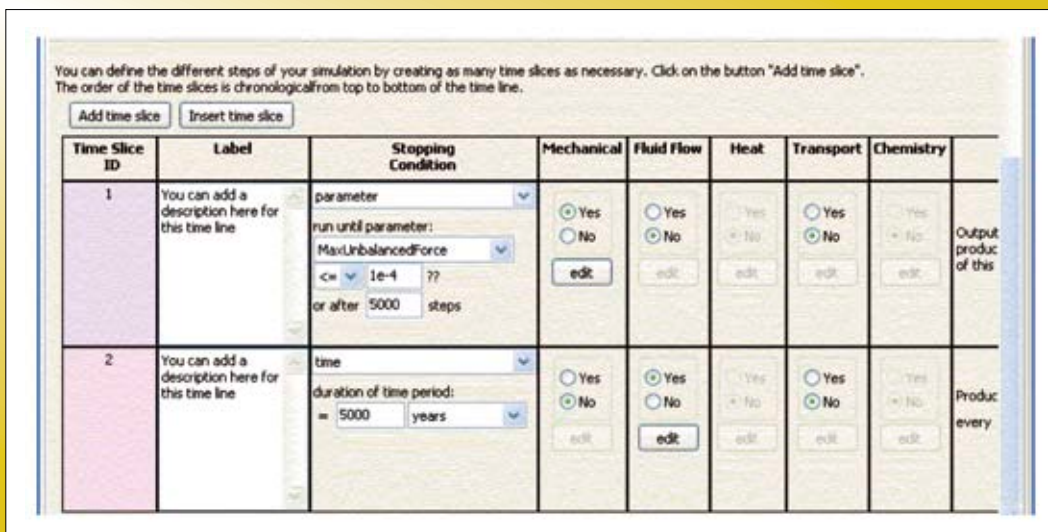 You can define the different steps of your simulation by creating as many time slices as necessary. Click on the button "Add time slice".
The order of the time slices is chronologicalfrom top to bottom of the time line.
Add time slice Insert time slice
Time Slice ID Label Stopping Condition Mechanical Fluid Flow Heat Transport Chemistry
1
You can add a
description here for
this time line
parameter
run until parameter:
MaxUnbalancedForce
<= 1e-4 ??
or after 5000 steps
Yes
No
edit
Yes
No
edit
Yes
No
edit
Yes
No
edit
Yes
No
edit
Output
produc
of this
2
You can add a
description here for
this time line
time
duration of time period:
= 5000 years
Yes
No
edit
Yes
No
edit
Yes
No
edit
Yes
No
edit
Yes
No
edit
Produc
every